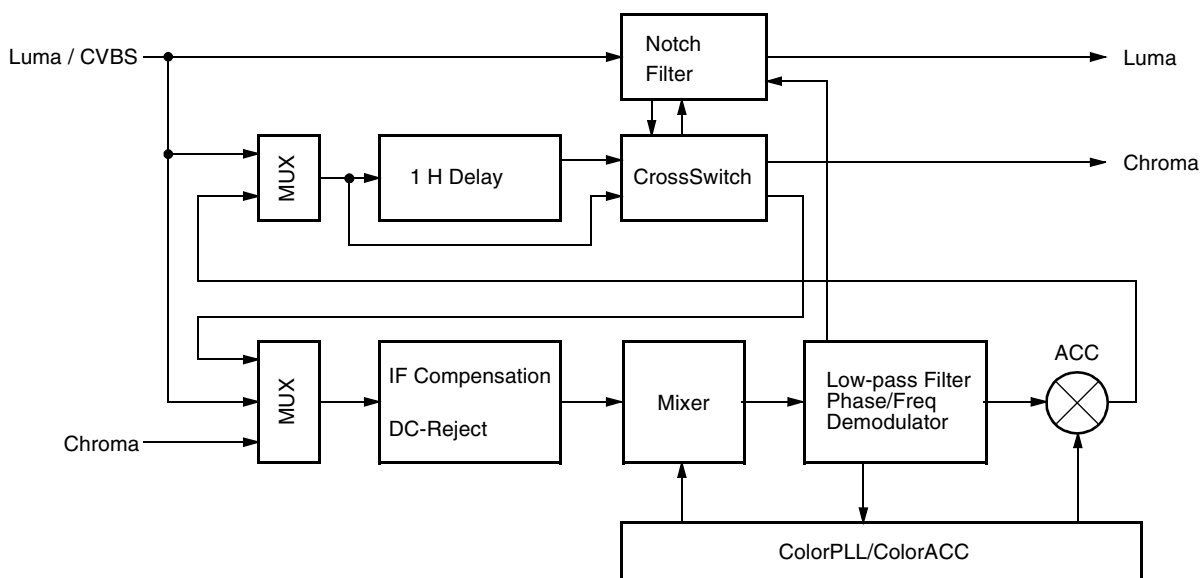 Luma / CVBS
Notch
Filter
Luma
MUX
1 H Delay
CrossSwitch
Chroma
ACC
MUX
IF Compensation
DC-Reject
Mixer
Low-pass Filter
Phase/Freq
Demodulator
Chroma
ColorPLL/ColorACC